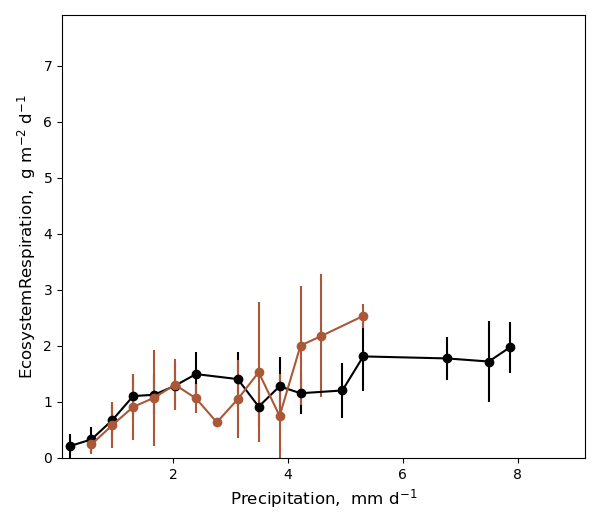 7
6
5
4
3
2
1
0
EcosystemRespiration, g m⁻² d⁻¹
2 4 6 8
Precipitation, mm d⁻¹